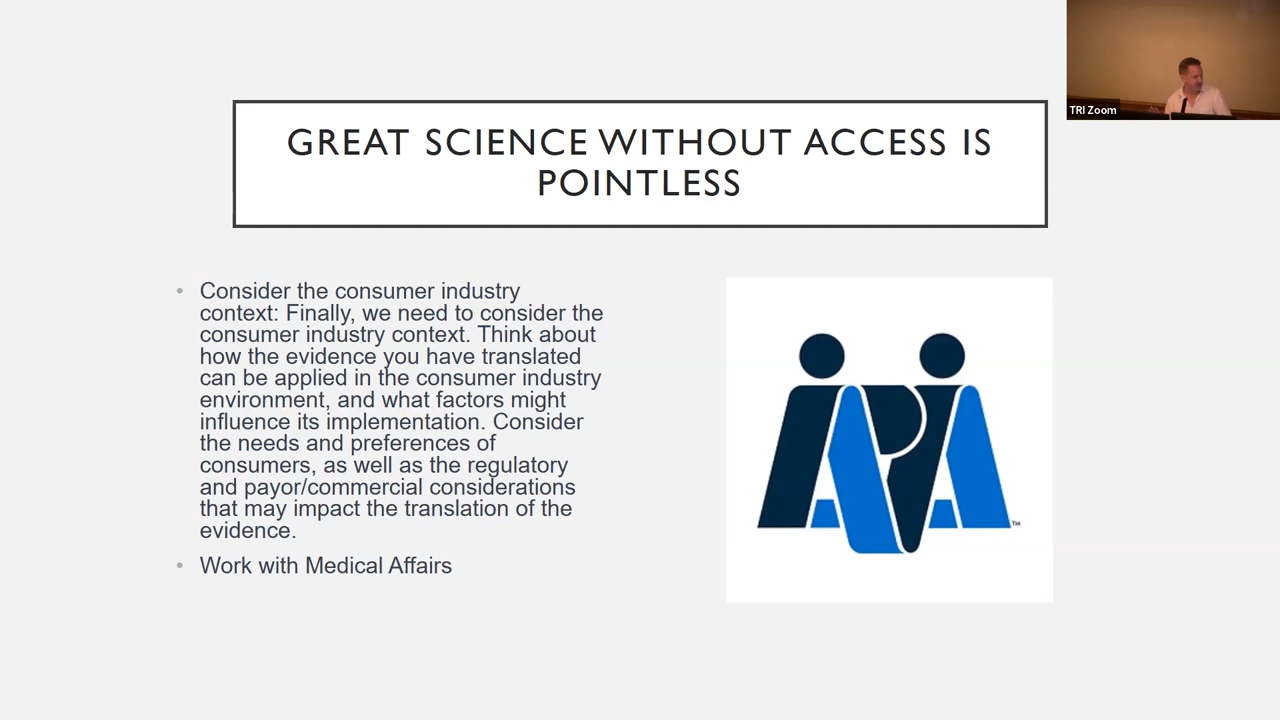 GREAT SCIENCE WITHOUT ACCESS IS
POINTLESS
TRI Zoom
• Consider the consumer industry
context: Finally, we need to consider the
consumer industry context. Think about
how the evidence you have translated
can be applied in the consumer industry
environment, and what factors might
influence its implementation. Consider
the needs and preferences of
consumers, as well as the regulatory
and payor/commercial considerations
that may impact the translation of the
evidence.
• Work with Medical Affairs
APA
™